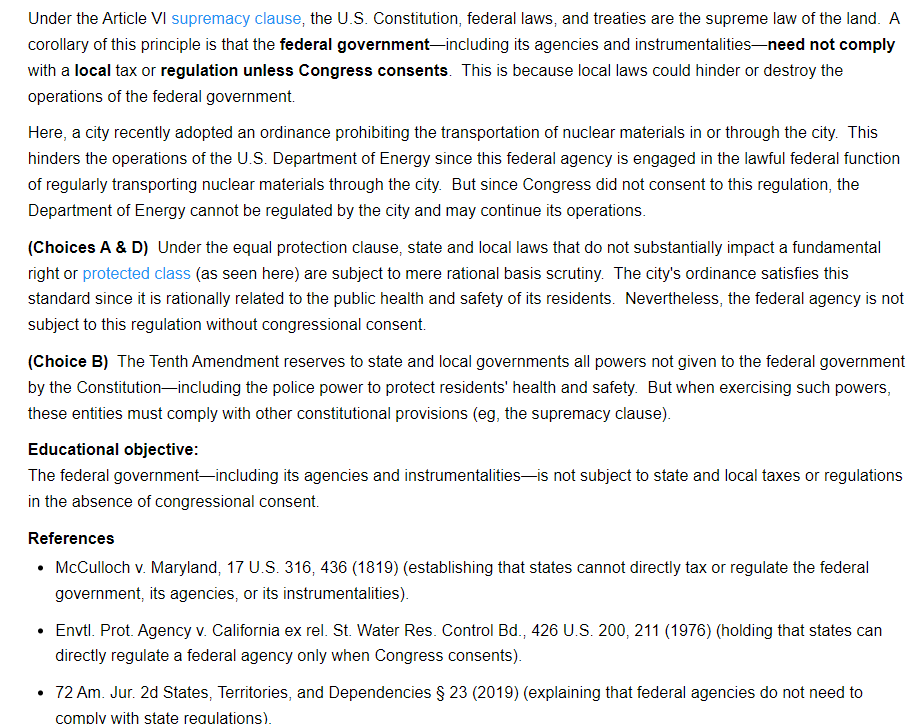 Under the Article VI supremacy clause, the U.S. Constitution, federal laws, and treaties are the supreme law of the land.  A
corollary of this principle is that the federal government—including its agencies and instrumentalities—need not comply
with a local tax or regulation unless Congress consents.  This is because local laws could hinder or destroy the
operations of the federal government.
Here, a city recently adopted an ordinance prohibiting the transportation of nuclear materials in or through the city.  This
hinders the operations of the U.S. Department of Energy since this federal agency is engaged in the lawful federal function
of regularly transporting nuclear materials through the city.  But since Congress did not consent to this regulation, the
Department of Energy cannot be regulated by the city and may continue its operations.
(Choices A & D)  Under the equal protection clause, state and local laws that do not substantially impact a fundamental
right or protected class (as seen here) are subject to mere rational basis scrutiny.  The city's ordinance satisfies this
standard since it is rationally related to the public health and safety of its residents.  Nevertheless, the federal agency is not
subject to this regulation without congressional consent.
(Choice B)  The Tenth Amendment reserves to state and local governments all powers not given to the federal government
by the Constitution—including the police power to protect residents' health and safety.  But when exercising such powers,
these entities must comply with other constitutional provisions (eg, the supremacy clause).
Educational objective:
The federal government—including its agencies and instrumentalities—is not subject to state and local taxes or regulations
in the absence of congressional consent.
References
• McCulloch v. Maryland, 17 U.S. 316, 436 (1819) (establishing that states cannot directly tax or regulate the federal
government, its agencies, or its instrumentalities).
• Envtl. Prot. Agency v. California ex rel. St. Water Res. Control Bd., 426 U.S. 200, 211 (1976) (holding that states can
directly regulate a federal agency only when Congress consents).
• 72 Am. Jur. 2d States, Territories, and Dependencies § 23 (2019) (explaining that federal agencies do not need to
comply with state regulations).